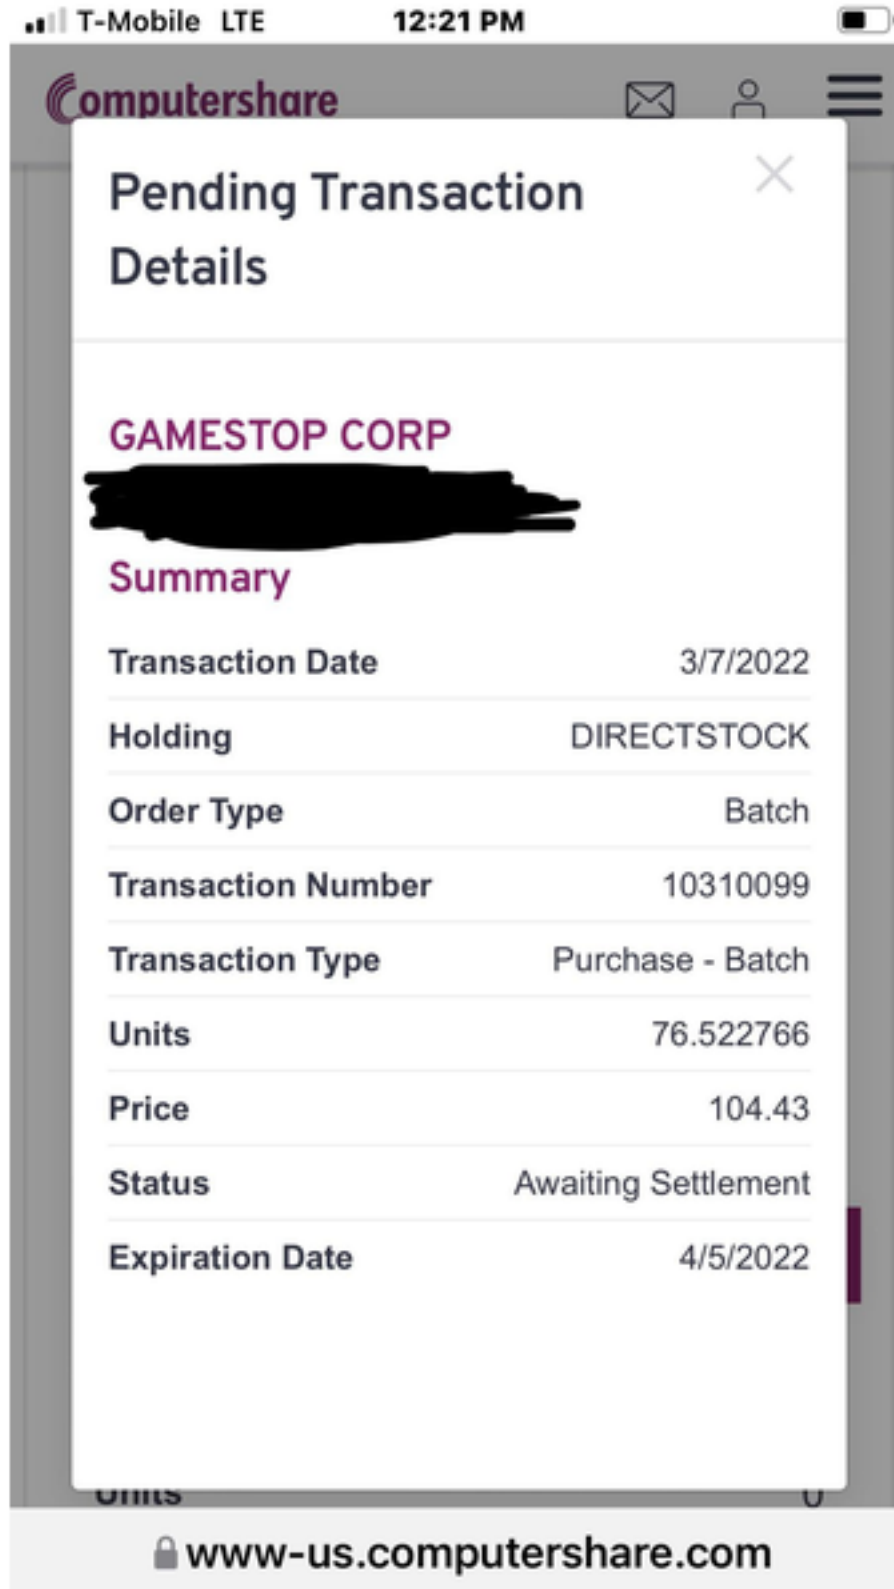 T-Mobile LTE 12:21 PM
Computershare
Pending Transaction
Details
GAMESTOP CORP
Summary
Transaction Date 3/7/2022
Holding DIRECTSTOCK
Order Type Batch
Transaction Number 10310099
Transaction Type Purchase - Batch
Units 76.522766
Price 104.43
Status Awaiting Settlement
Expiration Date 4/5/2022
Units 0
www-us.computershare.com